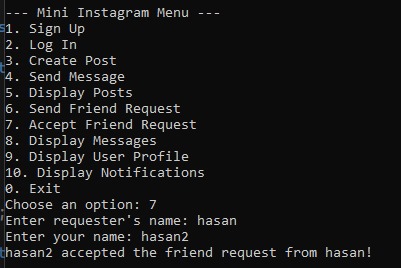 --- Mini Instagram Menu ---
1. Sign Up
2. Log In
3. Create Post
4. Send Message
5. Display Posts
6. Send Friend Request
7. Accept Friend Request
8. Display Messages
9. Display User Profile
10. Display Notifications
0. Exit
Choose an option: 7
Enter requester's name: hasan
Enter your name: hasan2
hasan2 accepted the friend request from hasan!